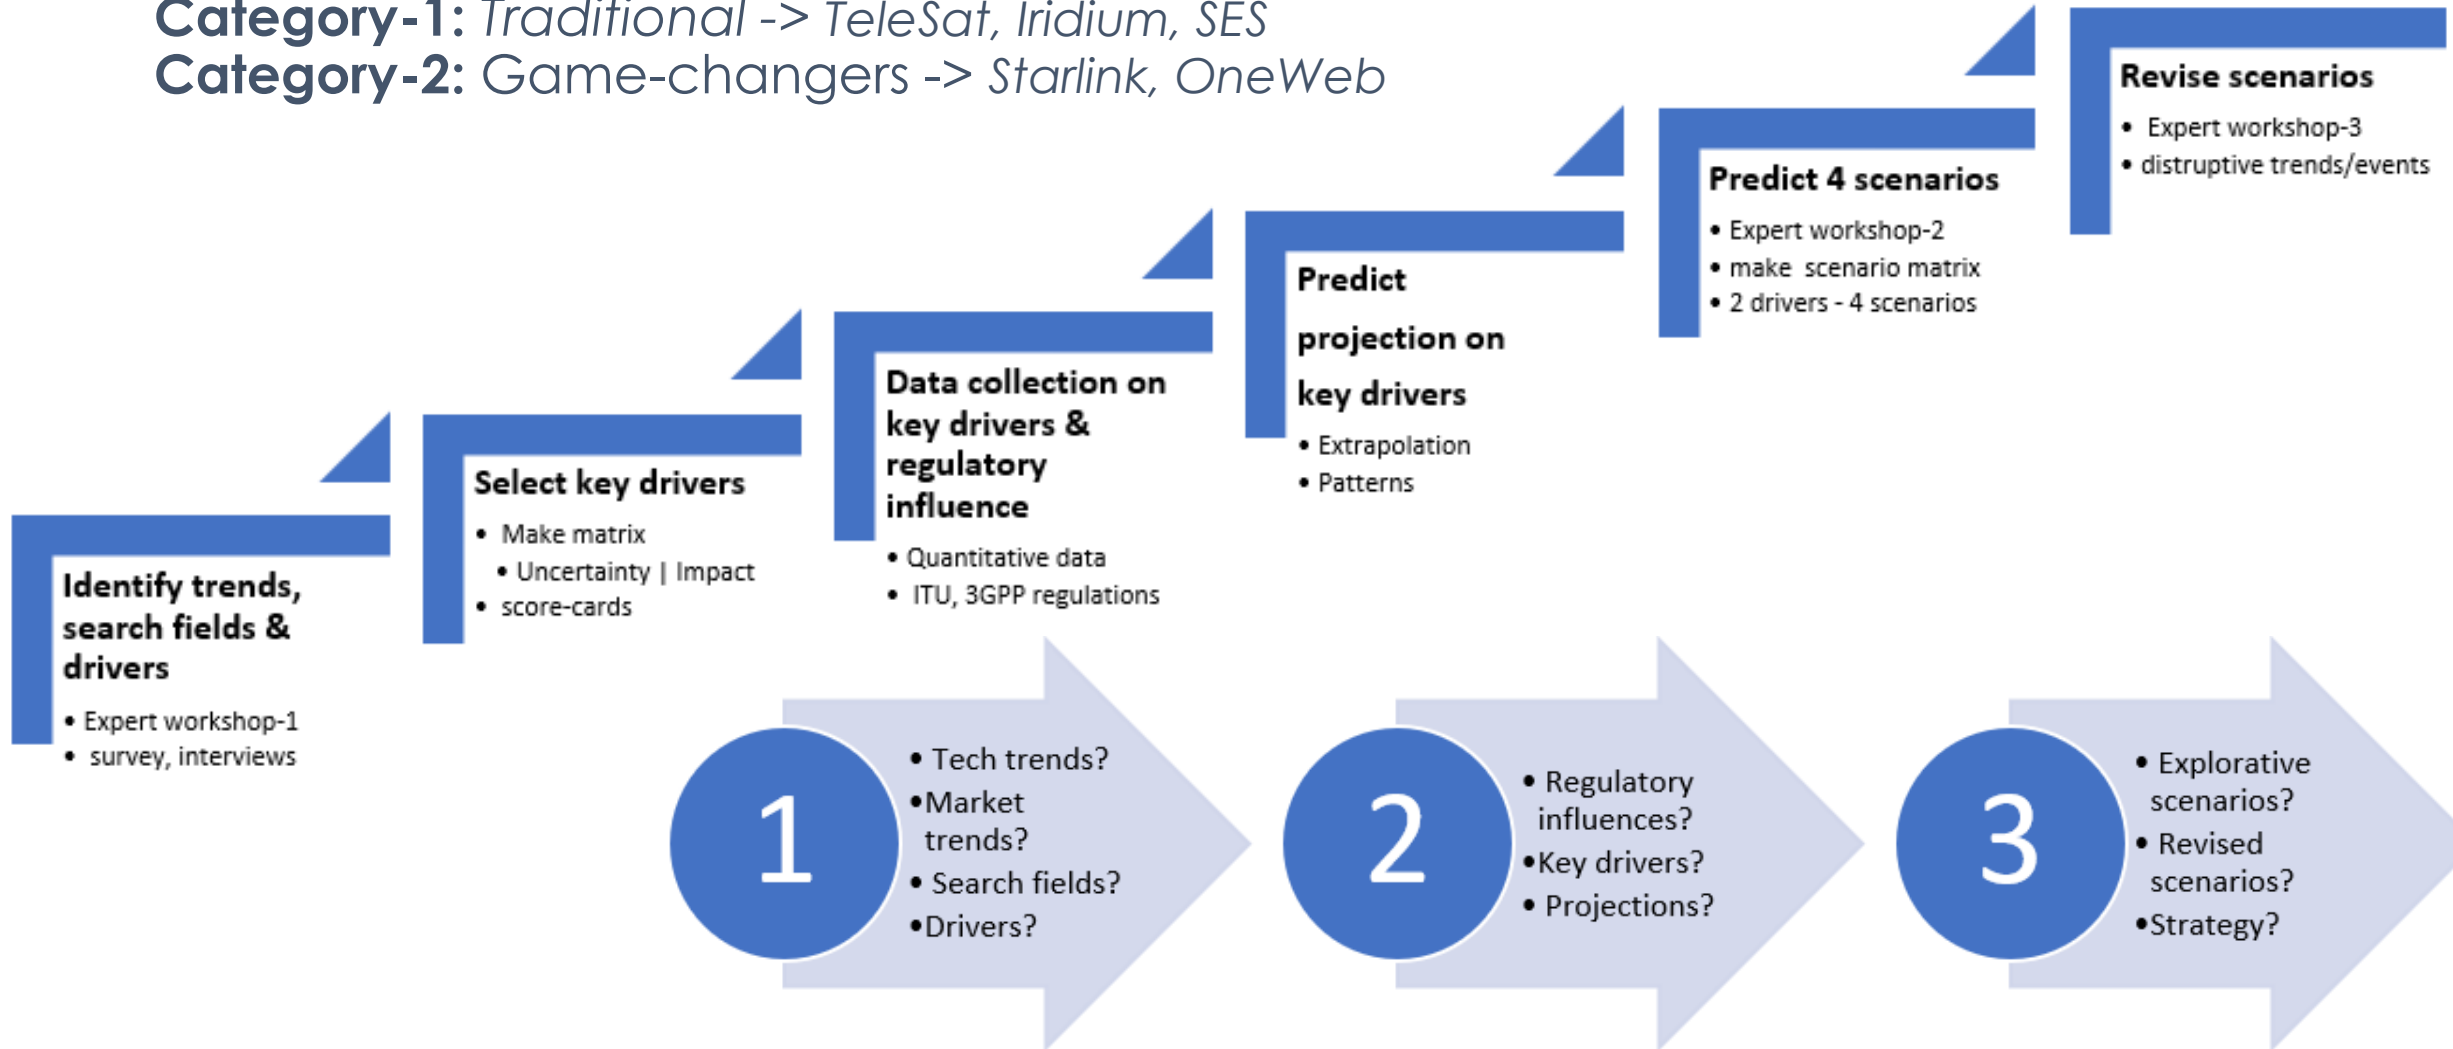 Category-1: Traditional -> TeleSat, Iridium, SES
Category-2: Game-changers -> Starlink, OneWeb
Identify trends,
search fields &
drivers
• Expert workshop-1
• survey, interviews
Select key drivers
• Make matrix
• Uncertainty | Impact
• score-cards
Data collection on
key drivers &
regulatory
influence
• Quantitative data
• ITU, 3GPP regulations
Predict
projection on
key drivers
• Extrapolation
• Patterns
Predict 4 scenarios
• Expert workshop-2
• make scenario matrix
• 2 drivers - 4 scenarios
Revise scenarios
• Expert workshop-3
• distruptive trends/events
1
• Tech trends?
•Market
trends?
• Search fields?
•Drivers?
2
• Regulatory
influences?
•Key drivers?
• Projections?
3
• Explorative
scenarios?
• Revised
scenarios?
•Strategy?